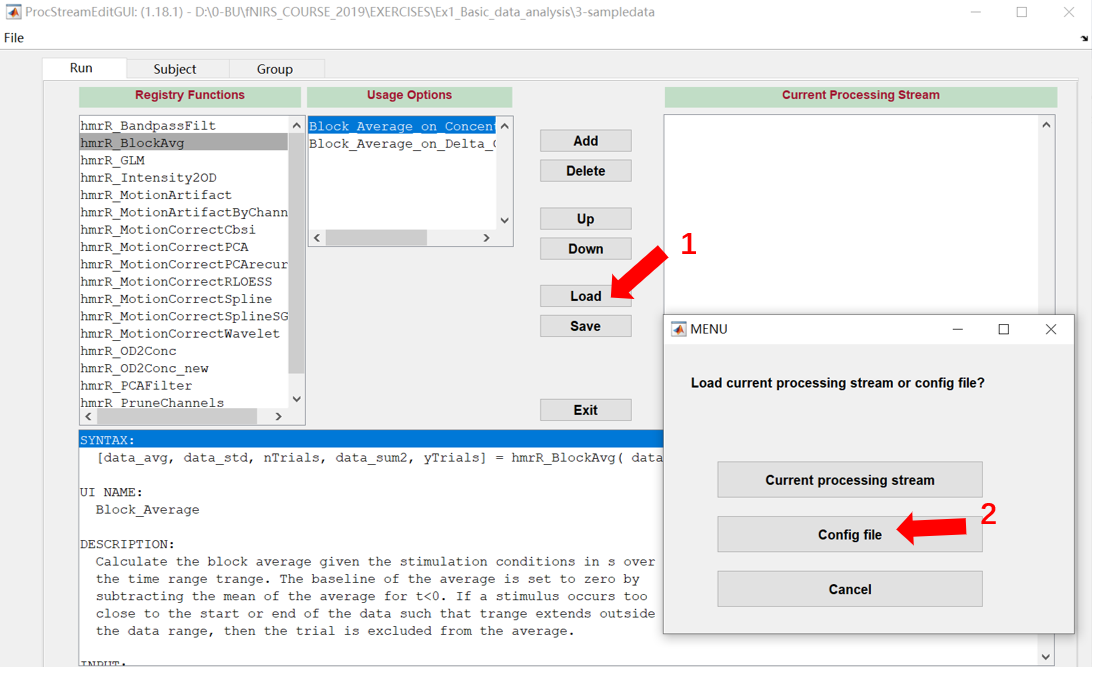 ProcStreamEditGUI: (1.18.1) - D:\0-BU\fNIRS_COURSE_2019\EXERCISES\Ex1_Basic_data_analysis\3-sampledata
File
Run
Subject
Group
Registry Functions
Usage Options
Current Processing Stream
hmrR_BandpassFilt
hmrR_BlockAvg
hmrR_GLM
hmrR_Intensity2OD
hmrR_MotionArtifact
hmrR_MotionArtifactByChann
hmrR_MotionCorrectCbsi
hmrR_MotionCorrectPCA
hmrR_MotionCorrectPCArecur
hmrR_MotionCorrectRLOESS
hmrR_MotionCorrectSpline
hmrR_MotionCorrectSplineSG
hmrR_MotionCorrectWavelet
hmrR_OD2Conc
hmrR_OD2Conc_new
hmrR_PCAFilter
hmrR_PruneChannels
Block_Average_on_Concent
Block_Average_on_Delta_C
Add
Delete
Up
Down
Load
Save
Exit
1
MENU
Load current processing stream or config file?
Current processing stream
Config file
2
Cancel
SYNTAX:
[data_avg, data_std, nTrials, data_sum2, yTrials] = hmrR_BlockAvg( data
UI NAME:
Block_Average
DESCRIPTION:
Calculate the block average given the stimulation conditions in s over
the time range trange. The baseline of the average is set to zero by
subtracting the mean of the average for t<0. If a stimulus occurs too
close to the start or end of the data such that trange extends outside
the data range, then the trial is excluded from the average.
INPUT: